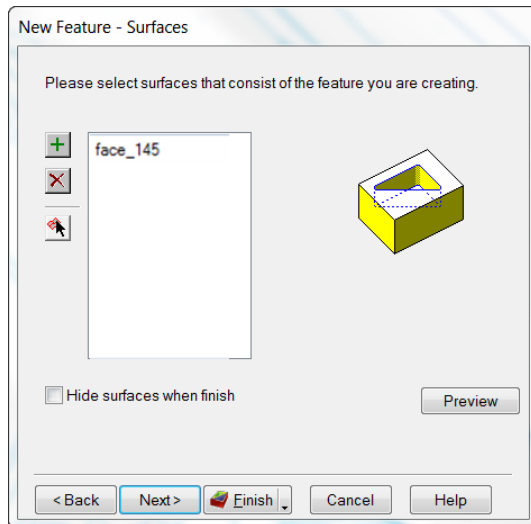 New Feature - Surfaces
Please select surfaces that consist of the feature you are creating.
face_145
Hide surfaces when finish
Preview
< Back
Next >
Finish
Cancel
Help